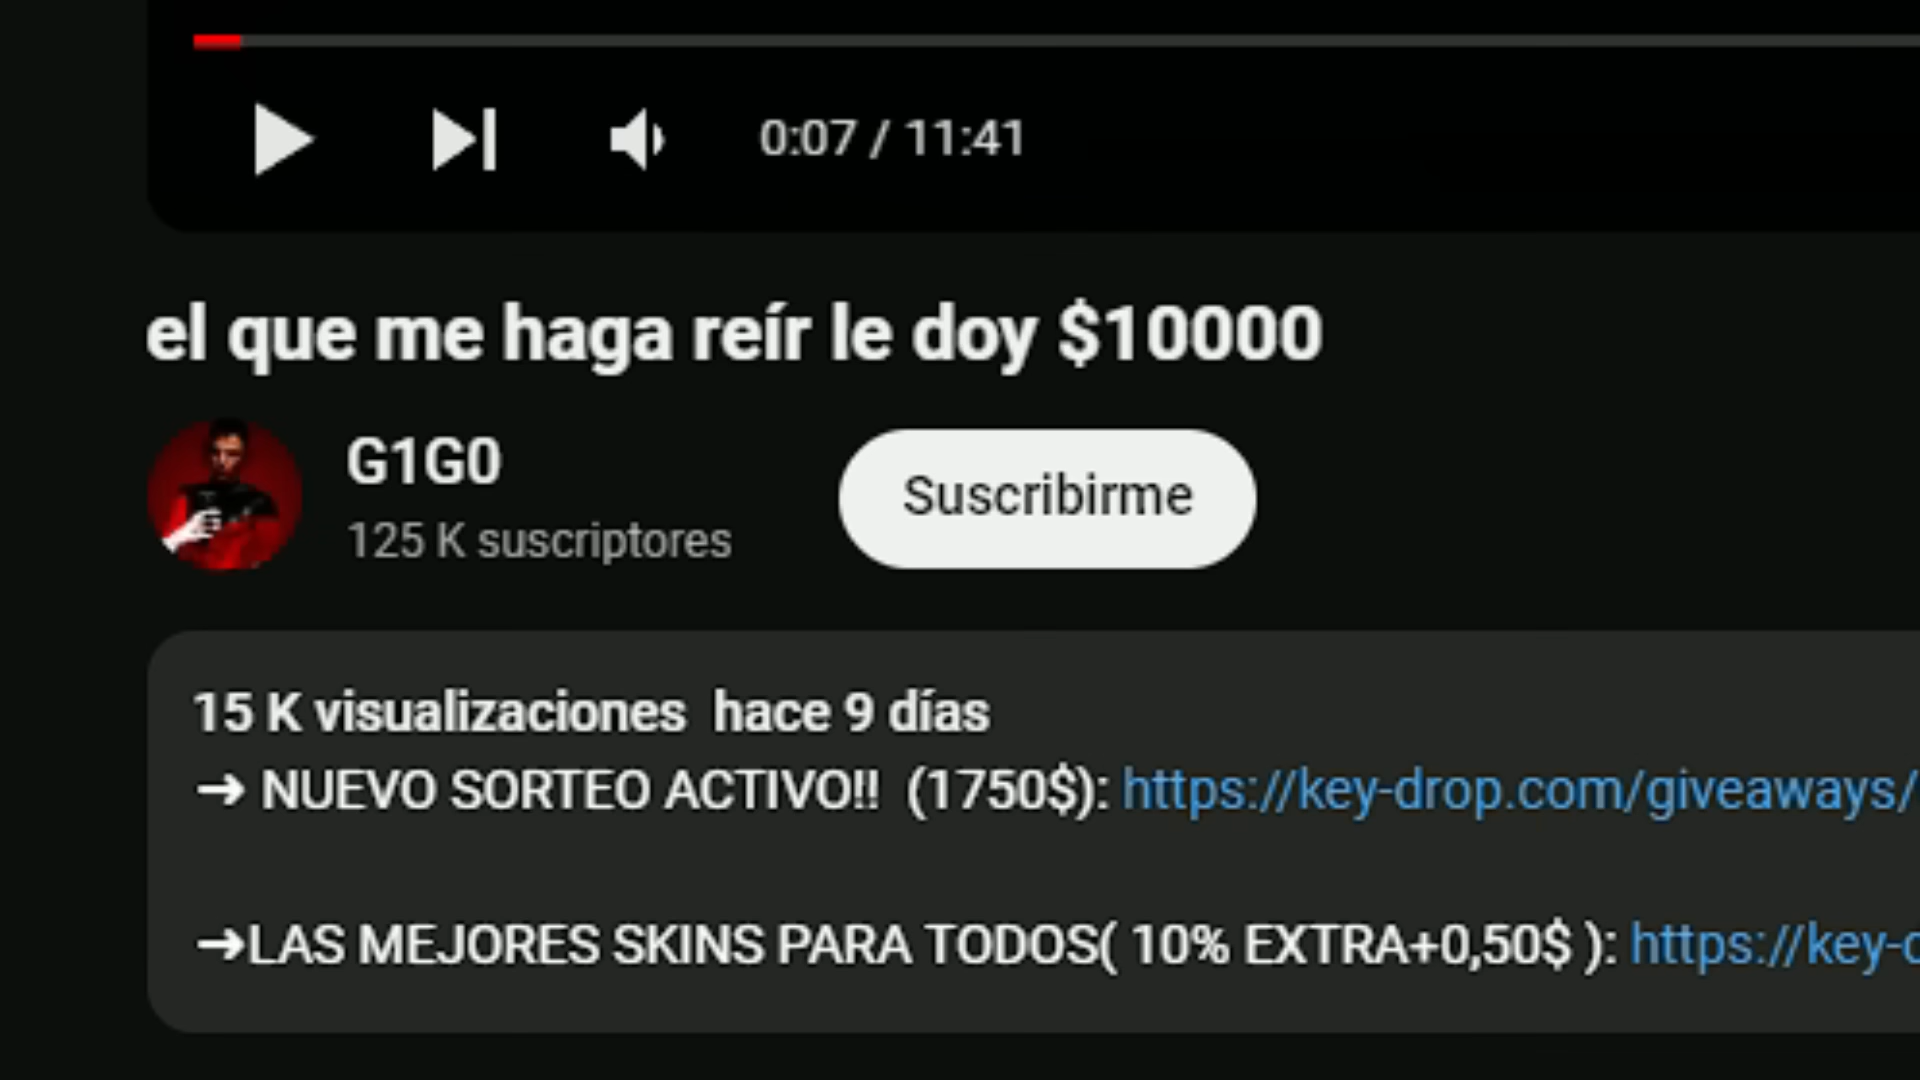 0:07 / 11:41
el que me haga reír le doy $10000
G1G0
125 K suscriptores
Suscribirme
15 K visualizaciones  hace 9 días
➜ NUEVO SORTEO ACTIVO!!  (1750$): https://key-drop.com/giveaways/
➜LAS MEJORES SKINS PARA TODOS( 10% EXTRA+0,50$ ): https://key-